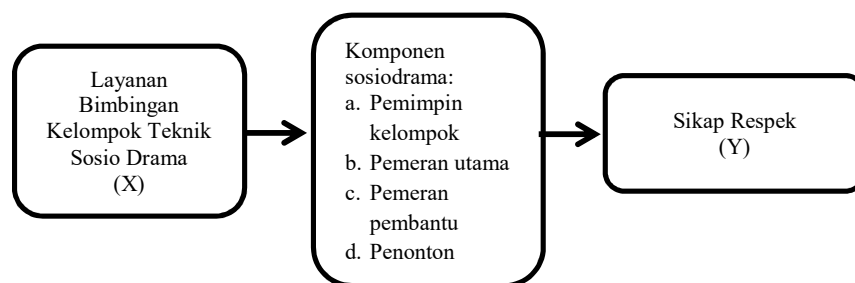 Layanan
Bimbingan
Kelompok Teknik
Sosio Drama
(X)
Komponen
sosiodrama:
a. Pemimpin
kelompok
b. Pemeran utama
c. Pemeran
pembantu
d. Penonton
Sikap Respek
(Y)